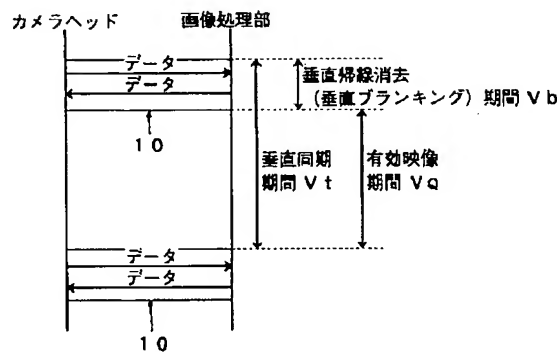 カメラヘッド
画像処理部
データ
データ
垂直帰線消去
(垂直ブランキング) 期間 Vb
10
垂直同期
期間 Vt
有効映像
期間 Va
データ
データ
10